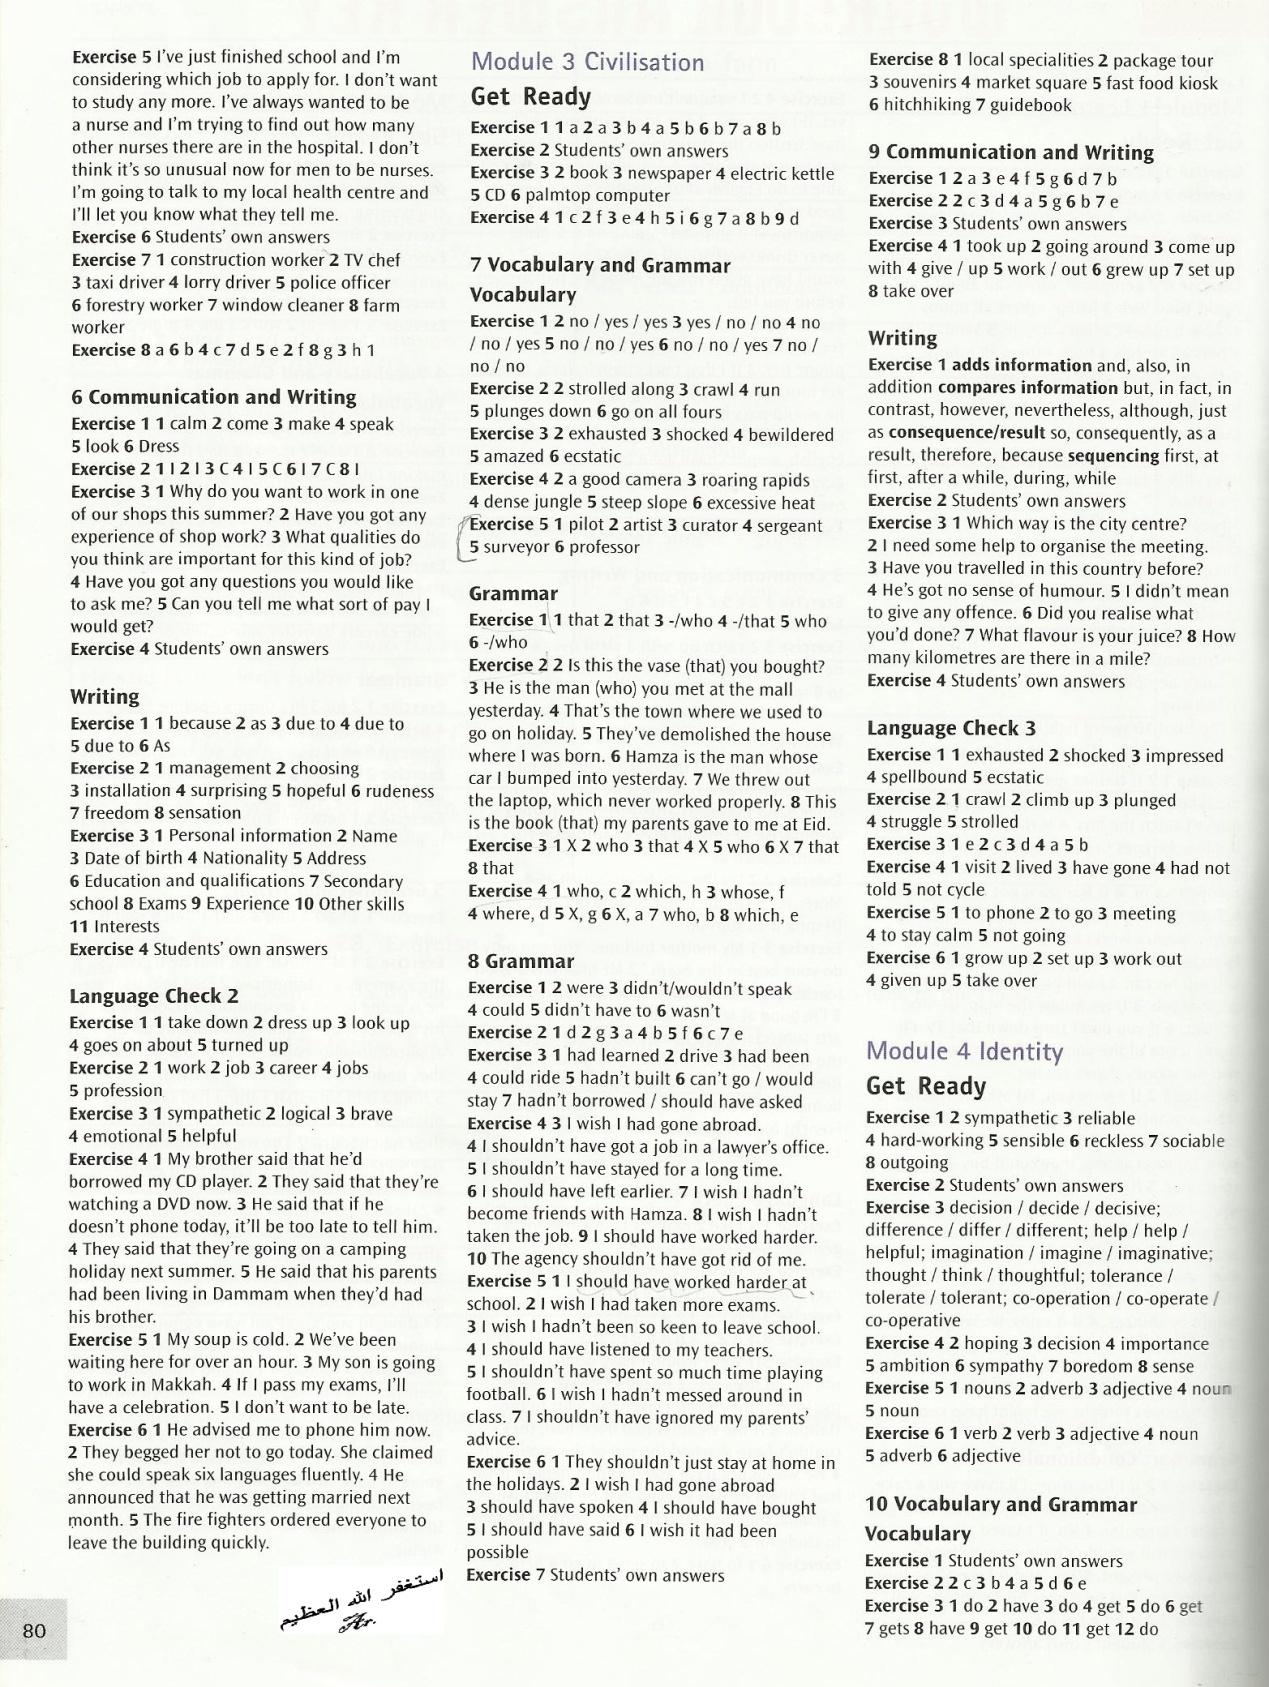 Exercise 5 I've just finished school and I'm
considering which job to apply for. I don't want
to study any more. I've always wanted to be
a nurse and I'm trying to find out how many
other nurses there are in the hospital. I don't
think it's so unusual now for men to be nurses.
I'm going to talk to my local health centre and
I'll let you know what they tell me.
Exercise 6 Students' own answers
Exercise 7 1 construction worker 2 TV chef
3 taxi driver 4 lorry driver 5 police officer
6 forestry worker 7 window cleaner 8 farm
worker
Exercise 8 a 6 b 4 c 7 d 5 e 2 f 8 g 3 h 1
6 Communication and Writing
Exercise 1 1 calm 2 come 3 make 4 speak
5 look 6 Dress
Exercise 2 1 I 2 I 3 C 4 I 5 C 6 I 7 C 8 I
Exercise 3 1 Why do you want to work in one
of our shops this summer? 2 Have you got any
experience of shop work? 3 What qualities do
you think are important for this kind of job?
4 Have you got any questions you would like
to ask me? 5 Can you tell me what sort of pay I
would get?
Exercise 4 Students' own answers
Writing
Exercise 1 1 because 2 as 3 due to 4 due to
5 due to 6 As
Exercise 2 1 management 2 choosing
3 installation 4 surprising 5 hopeful 6 rudeness
7 freedom 8 sensation
Exercise 3 1 Personal information 2 Name
3 Date of birth 4 Nationality 5 Address
6 Education and qualifications 7 Secondary
school 8 Exams 9 Experience 10 Other skills
11 Interests
Exercise 4 Students' own answers
Language Check 2
Exercise 1 1 take down 2 dress up 3 look up
4 goes on about 5 turned up
Exercise 2 1 work 2 job 3 career 4 jobs
5 profession
Exercise 3 1 sympathetic 2 logical 3 brave
4 emotional 5 helpful
Exercise 4 1 My brother said that he'd
borrowed my CD player. 2 They said that they're
watching a DVD now. 3 He said that if he
doesn't phone today, it'll be too late to tell him.
4 They said that they're going on a camping
holiday next summer. 5 He said that his parents
had been living in Dammam when they'd had
his brother.
Exercise 5 1 My soup is cold. 2 We've been
waiting here for over an hour. 3 My son is going
to work in Makkah. 4 If I pass my exams, I'll
have a celebration. 5 I don't want to be late.
Exercise 6 1 He advised me to phone him now.
2 They begged her not to go today. She claimed
she could speak six languages fluently. 4 He
announced that he was getting married next
month. 5 The fire fighters ordered everyone to
leave the building quickly.
استغفر الله العظيم
Ar.
80
Module 3 Civilisation
Get Ready
Exercise 1 1 a 2 a 3 b 4 a 5 b 6 b 7 a 8 b
Exercise 2 Students' own answers
Exercise 3 2 book 3 newspaper 4 electric kettle
5 CD 6 palmtop computer
Exercise 4 1 c 2 f 3 e 4 h 5 i 6 g 7 a 8 b 9 d
7 Vocabulary and Grammar
Vocabulary
Exercise 1 2 no / yes / yes 3 yes / no / no 4 no
/ no / yes 5 no / no / yes 6 no / no / yes 7 no /
no / no
Exercise 2 2 strolled along 3 crawl 4 run
5 plunges down 6 go on all fours
Exercise 3 2 exhausted 3 shocked 4 bewildered
5 amazed 6 ecstatic
Exercise 4 2 a good camera 3 roaring rapids
4 dense jungle 5 steep slope 6 excessive heat
Exercise 5 1 pilot 2 artist 3 curator 4 sergeant
5 surveyor 6 professor
Grammar
Exercise 1 1 that 2 that 3 -/who 4 -/that 5 who
6 -/who
Exercise 2 2 Is this the vase (that) you bought?
3 He is the man (who) you met at the mall
yesterday. 4 That's the town where we used to
go on holiday. 5 They've demolished the house
where I was born. 6 Hamza is the man whose
car I bumped into yesterday. 7 We threw out
the laptop, which never worked properly. 8 This
is the book (that) my parents gave to me at Eid.
Exercise 3 1 X 2 who 3 that 4 X 5 who 6 X 7 that
8 that
Exercise 4 1 who, c 2 which, h 3 whose, f
4 where, d 5 X, g 6 X, a 7 who, b 8 which, e
8 Grammar
Exercise 1 2 were 3 didn't/wouldn't speak
4 could 5 didn't have to 6 wasn't
Exercise 2 1 d 2 g 3 a 4 b 5 f 6 c 7 e
Exercise 3 1 had learned 2 drive 3 had been
4 could ride 5 hadn't built 6 can't go / would
stay 7 hadn't borrowed / should have asked
Exercise 4 3 I wish I had gone abroad.
4 I shouldn't have got a job in a lawyer's office.
5 I shouldn't have stayed for a long time.
6 I should have left earlier. 7 I wish I hadn't
become friends with Hamza. 8 I wish I hadn't
taken the job. 9 I should have worked harder.
10 The agency shouldn't have got rid of me.
Exercise 5 1 I should have worked harder at
school. 2 I wish I had taken more exams.
3 I wish I hadn't been so keen to leave school.
4 I should have listened to my teachers.
5 I shouldn't have spent so much time playing
football. 6 I wish I hadn't messed around in
class. 7 I shouldn't have ignored my parents'
advice.
Exercise 6 1 They shouldn't just stay at home in
the holidays. 2 I wish I had gone abroad
3 should have spoken 4 I should have bought
5 I should have said 6 I wish it had been
possible
Exercise 7 Students' own answers
Exercise 8 1 local specialities 2 package tour
3 souvenirs 4 market square 5 fast food kiosk
6 hitchhiking 7 guidebook
9 Communication and Writing
Exercise 1 2 a 3 e 4 f 5 g 6 d 7 b
Exercise 2 2 c 3 d 4 a 5 g 6 b 7 e
Exercise 3 Students' own answers
Exercise 4 1 took up 2 going around 3 come up
with 4 give / up 5 work / out 6 grew up 7 set up
8 take over
Writing
Exercise 1 adds information and, also, in
addition compares information but, in fact, in
contrast, however, nevertheless, although, just
as consequence/result so, consequently, as a
result, therefore, because sequencing first, at
first, after a while, during, while
Exercise 2 Students' own answers
Exercise 3 1 Which way is the city centre?
2 I need some help to organise the meeting.
3 Have you travelled in this country before?
4 He's got no sense of humour. 5 I didn't mean
to give any offence. 6 Did you realise what
you'd done? 7 What flavour is your juice? 8 How
many kilometres are there in a mile?
Exercise 4 Students' own answers
Language Check 3
Exercise 1 1 exhausted 2 shocked 3 impressed
4 spellbound 5 ecstatic
Exercise 2 1 crawl 2 climb up 3 plunged
4 struggle 5 strolled
Exercise 3 1 e 2 c 3 d 4 a 5 b
Exercise 4 1 visit 2 lived 3 have gone 4 had not
told 5 not cycle
Exercise 5 1 to phone 2 to go 3 meeting
4 to stay calm 5 not going
Exercise 6 1 grow up 2 set up 3 work out
4 given up 5 take over
Module 4 Identity
Get Ready
Exercise 1 2 sympathetic 3 reliable
4 hard-working 5 sensible 6 reckless 7 sociable
8 outgoing
Exercise 2 Students' own answers
Exercise 3 decision / decide / decisive;
difference / differ / different; help / help /
helpful; imagination / imagine / imaginative;
thought / think / thoughtful; tolerance /
tolerate / tolerant; co-operation / co-operate /
co-operative
Exercise 4 2 hoping 3 decision 4 importance
5 ambition 6 sympathy 7 boredom 8 sense
Exercise 5 1 nouns 2 adverb 3 adjective 4 noun
5 noun
Exercise 6 1 verb 2 verb 3 adjective 4 noun
5 adverb 6 adjective
10 Vocabulary and Grammar
Vocabulary
Exercise 1 Students' own answers
Exercise 2 2 c 3 b 4 a 5 d 6 e
Exercise 3 1 do 2 have 3 do 4 get 5 do 6 get
7 gets 8 have 9 get 10 do 11 get 12 do